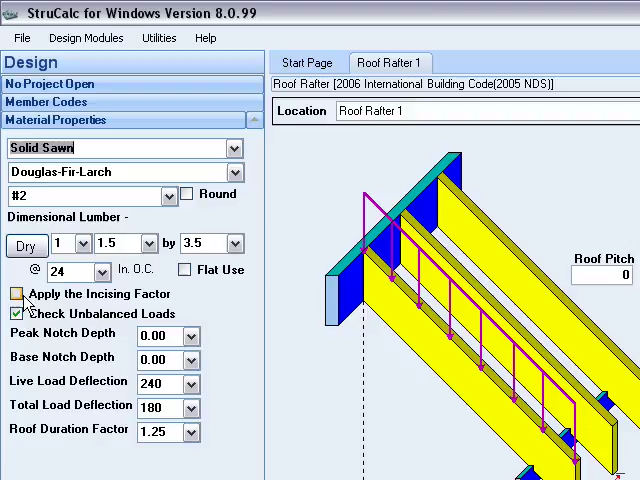 StruCalc for Windows Version 8.0.99
File Design Modules Utilities Help
Design
No Project Open
Member Codes
Material Properties
Solid Sawn
Douglas-Fir-Larch
#2 Round
Dimensional Lumber -
Dry 1 1.5 by 3.5
@ 24 In. O.C. Flat Use
Apply the Incising Factor
Check Unbalanced Loads
Peak Notch Depth 0.00
Base Notch Depth 0.00
Live Load Deflection 240
Total Load Deflection 180
Roof Duration Factor 1.25
Start Page Roof Rafter 1
Roof Rafter [2006 International Building Code(2005 NDS)]
Location Roof Rafter 1
Roof Pitch
0